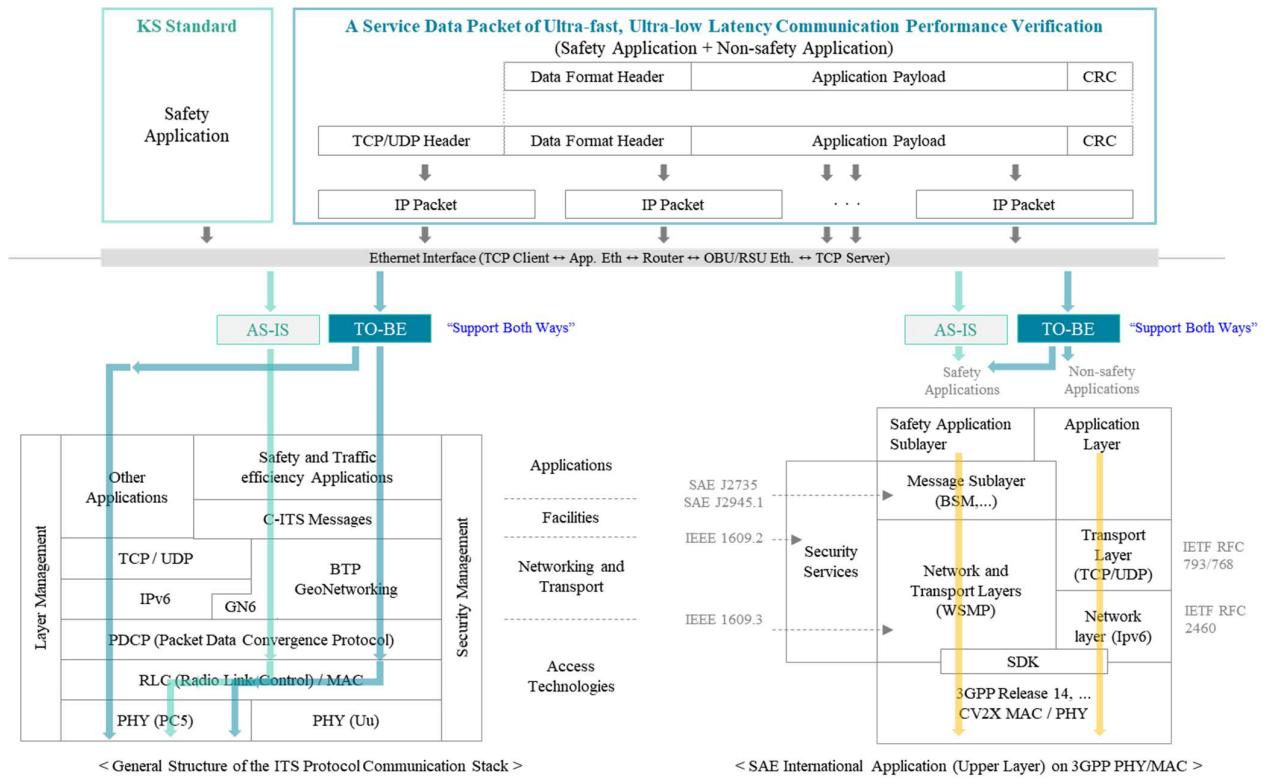 KS Standard
Safety
Application
A Service Data Packet of Ultra-fast, Ultra-low Latency Communication Performance Verification
(Safety Application + Non-safety Application)
Data Format Header
Application Payload
CRC
TCP/UDP Header
Data Format Header
Application Payload
CRC
IP Packet
IP Packet
. . .
IP Packet
Ethernet Interface (TCP Client ↔ App. Eth ↔ Router ↔ OBU/RSU Eth. ↔ TCP Server)
AS-IS
TO-BE
“Support Both Ways”
AS-IS
TO-BE
“Support Both Ways”
Safety
Applications
Non-safety
Applications
Layer Management
Other
Applications
Safety and Traffic
efficiency Applications
C-ITS Messages
TCP / UDP
BTP
GeoNetworking
IPv6
GN6
PDCP (Packet Data Convergence Protocol)
RLC (Radio Link Control) / MAC
PHY (PC5)
PHY (Uu)
Security Management
Applications
Facilities
Networking and
Transport
Access
Technologies
SAE J2735
SAE J2945.1
IEEE 1609.2
IEEE 1609.3
Security
Services
Safety Application
Sublayer
Application
Layer
Message Sublayer
(BSM,...)
Network and
Transport Layers
(WSMP)
Transport
Layer
(TCP/UDP)
Network
layer (Ipv6)
SDK
3GPP Release 14, ...
CV2X MAC / PHY
IETF RFC
793/768
IETF RFC
2460
< General Structure of the ITS Protocol Communication Stack >
< SAE International Application (Upper Layer) on 3GPP PHY/MAC >